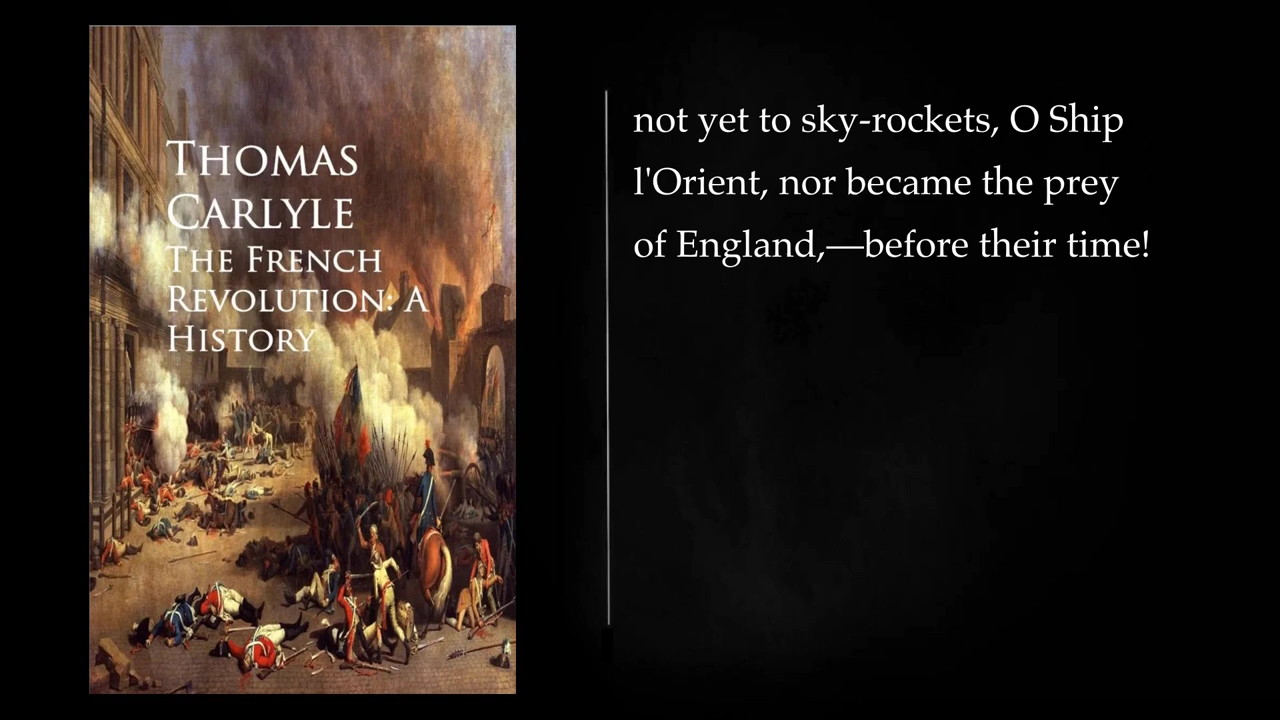 THOMAS
CARLYLE
THE FRENCH
REVOLUTION: A
HISTORY
not yet to sky-rockets, O Ship
l'Orient, nor became the prey
of England,—before their time!